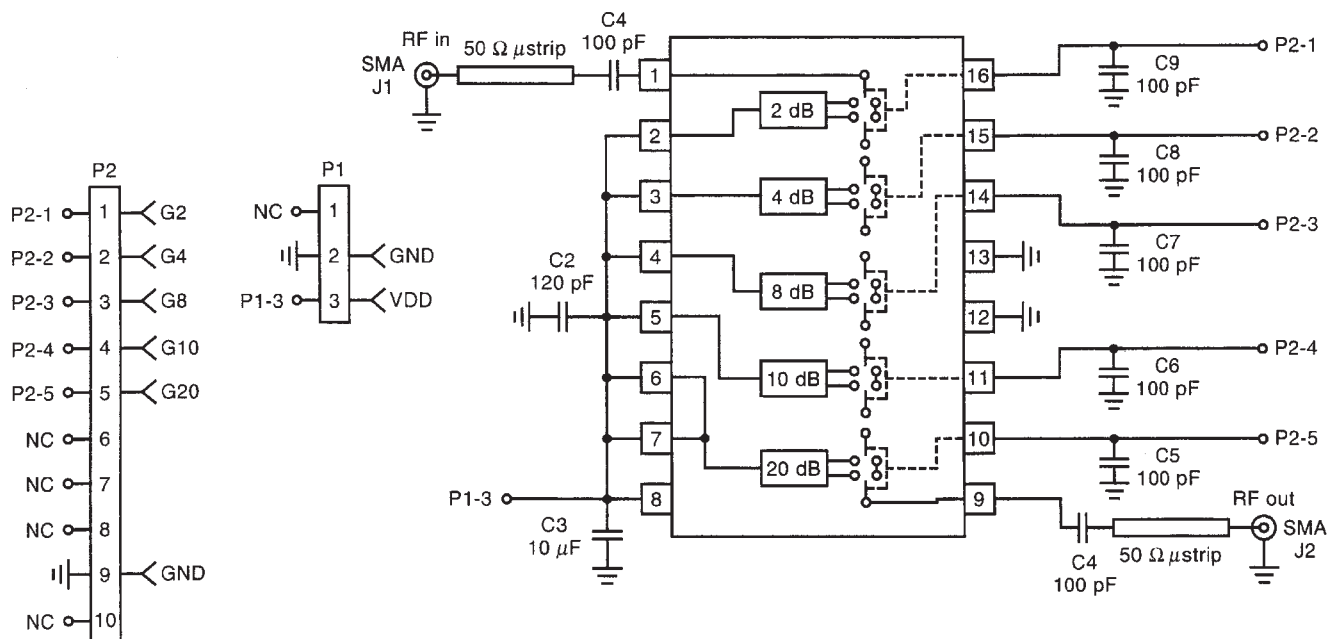 RF in
SMA
J1
50 Ω μstrip
C4
100 pF
1
2
3
4
5
6
7
8
2 dB
4 dB
8 dB
10 dB
20 dB
16
15
14
13
12
11
10
9
C9
100 pF
P2-1
C8
100 pF
P2-2
C7
100 pF
P2-3
C6
100 pF
P2-4
C5
100 pF
P2-5
C4
100 pF
50 Ω μstrip
RF out
SMA
J2
C2
120 pF
P1-3
C3
10 μF
P2
P2-1 1 G2
P2-2 2 G4
P2-3 3 G8
P2-4 4 G10
P2-5 5 G20
NC 6
NC 7
NC 8
9 GND
NC 10
P1
NC 1
2 GND
P1-3 3 VDD